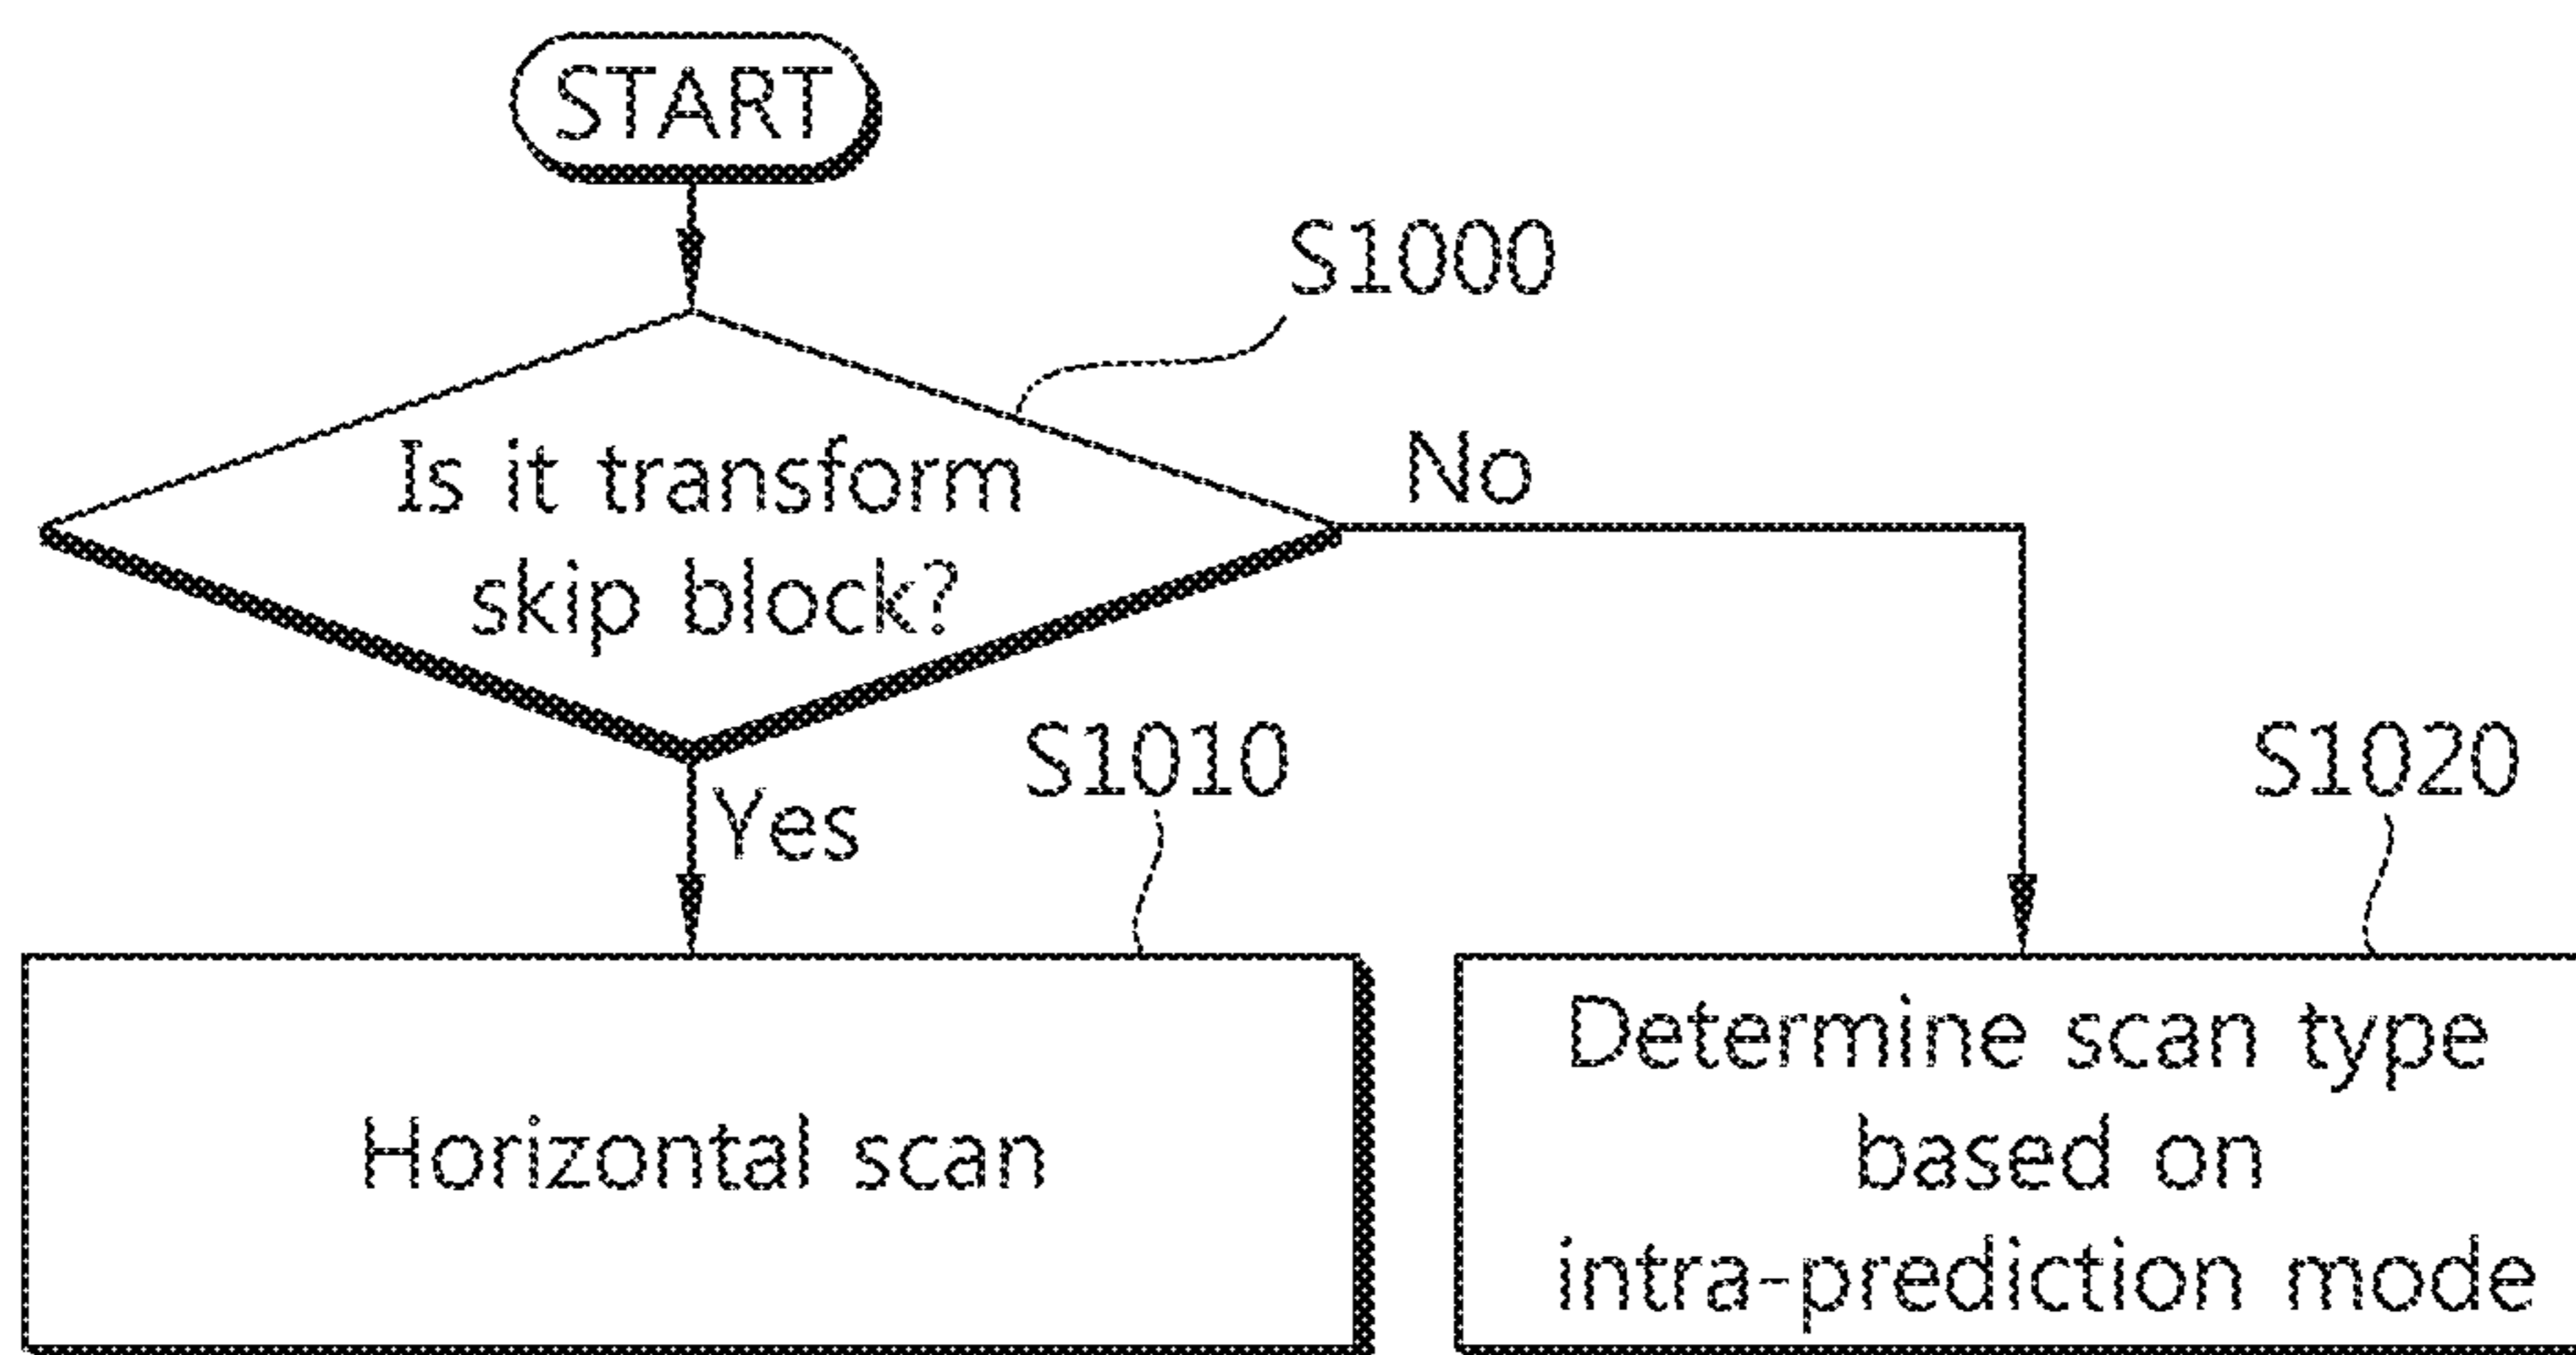 START
S1000
Is it transform
skip block?
No
Yes
S1010
S1020
Horizontal scan
Determine scan type
based on
intra-prediction mode